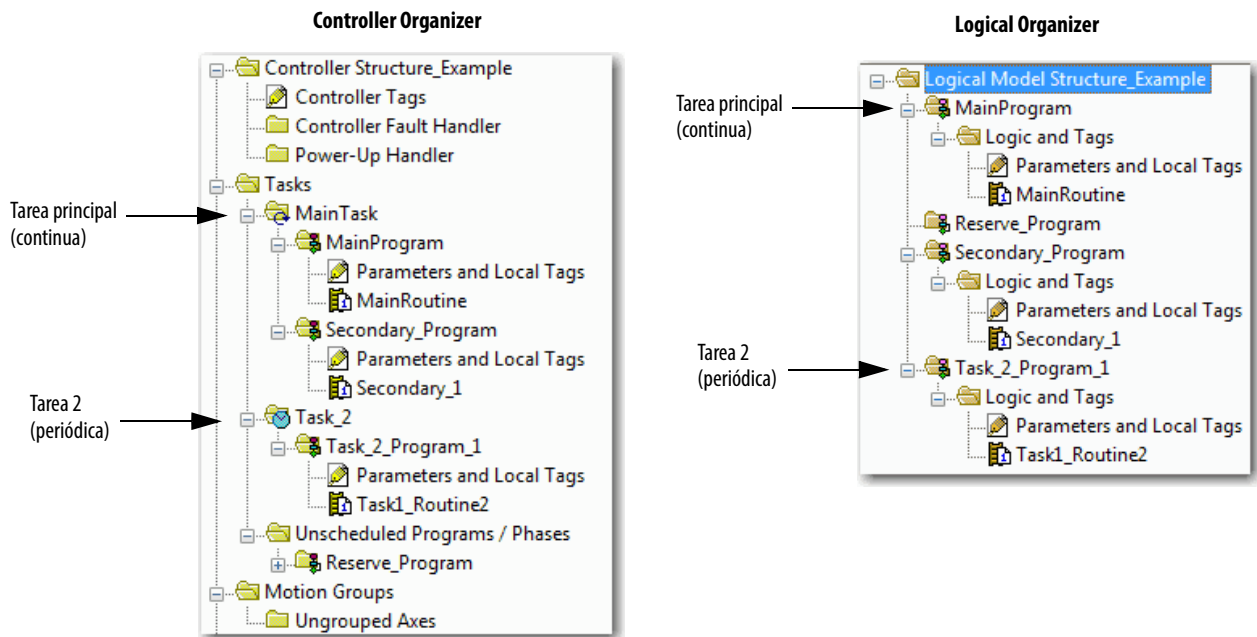 Controller Organizer
Controller Structure_Example
Controller Tags
Controller Fault Handler
Power-Up Handler
Tasks
Tarea principal
(continua)
MainTask
MainProgram
Parameters and Local Tags
MainRoutine
Secondary_Program
Parameters and Local Tags
Secondary_1
Tarea 2
(periódica)
Task_2
Task_2_Program_1
Parameters and Local Tags
Task1_Routine2
Unscheduled Programs / Phases
Reserve_Program
Motion Groups
Ungrouped Axes
Logical Organizer
Logical Model Structure_Example
Tarea principal
(continua)
MainProgram
Logic and Tags
Parameters and Local Tags
MainRoutine
Reserve_Program
Secondary_Program
Logic and Tags
Parameters and Local Tags
Secondary_1
Tarea 2
(periódica)
Task_2_Program_1
Logic and Tags
Parameters and Local Tags
Task1_Routine2